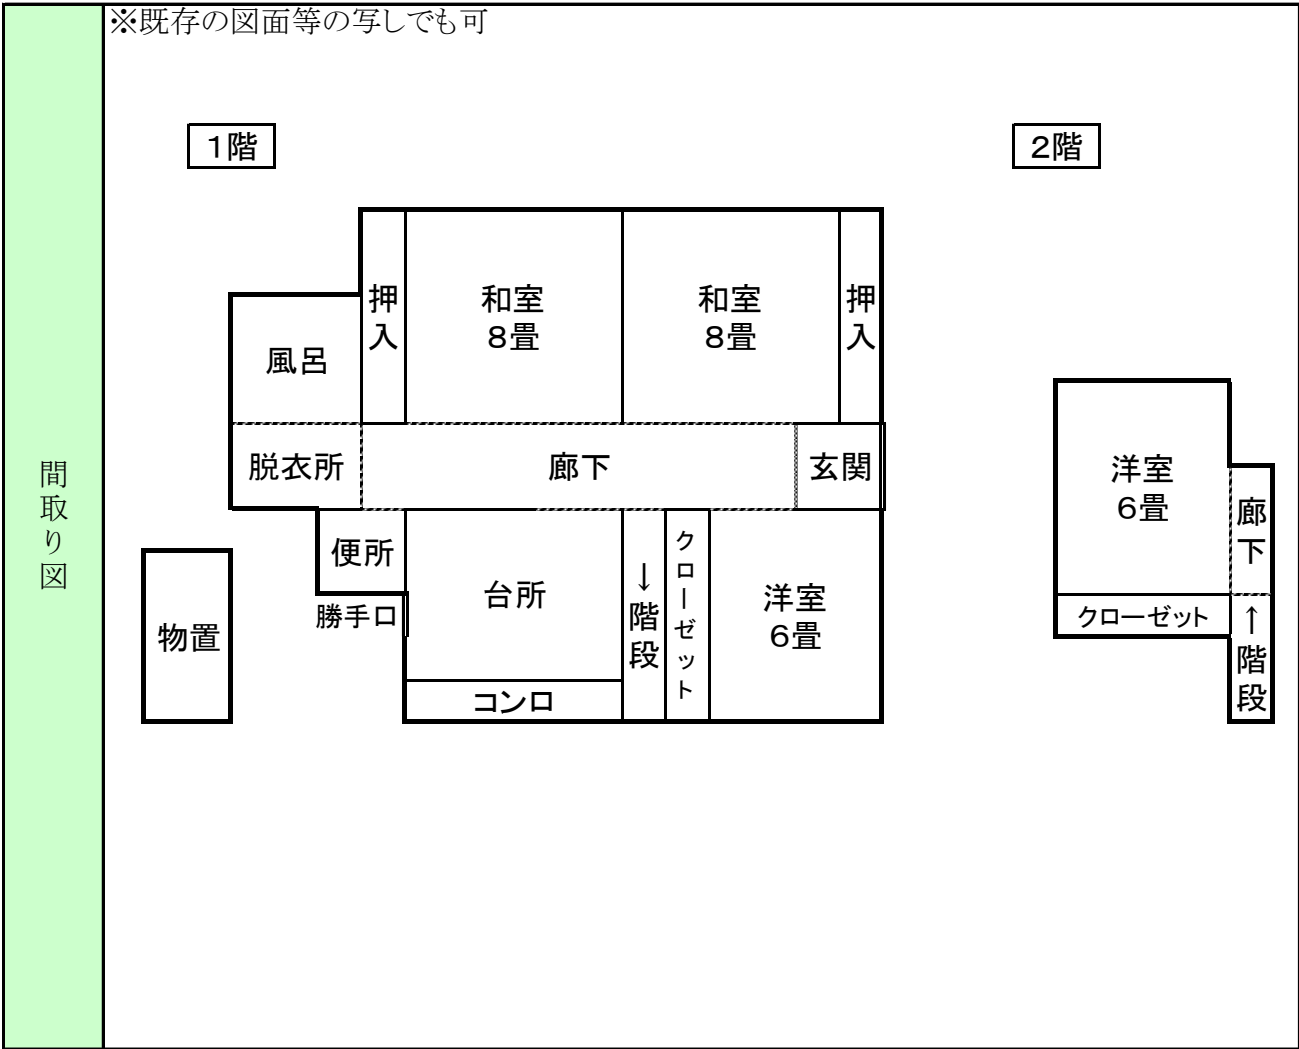 ※既存の図面等の写しでも可
間取り図
1階
2階
押入
和室
8畳
和室
8畳
押入
風呂
脱衣所
廊下
玄関
便所
勝手口
台所
コンロ
↓階段
クローゼット
洋室
6畳
物置
洋室
6畳
廊下
クローゼット
↑階段